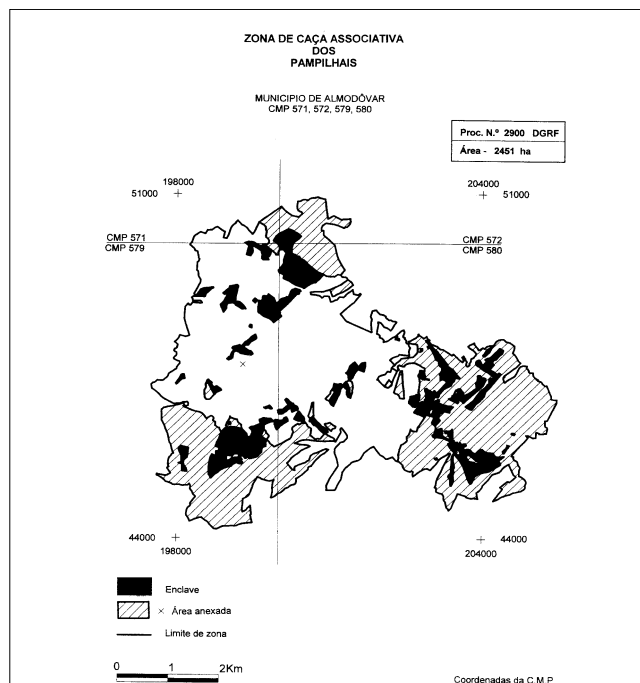 ZONA DE CAÇA ASSOCIATIVA
DOS
PAMPILHAIS
MUNICIPIO DE ALMODÔVAR
CMP 571, 572, 579, 580
Proc. N.º 2900 DGRF
Área - 2451 ha
198000
51000
204000
51000
CMP 571
CMP 579
CMP 572
CMP 580
44000
198000
44000
204000
Enclave
Área anexada
Limite de zona
0 1 2Km
Coordenadas da C.M.P.